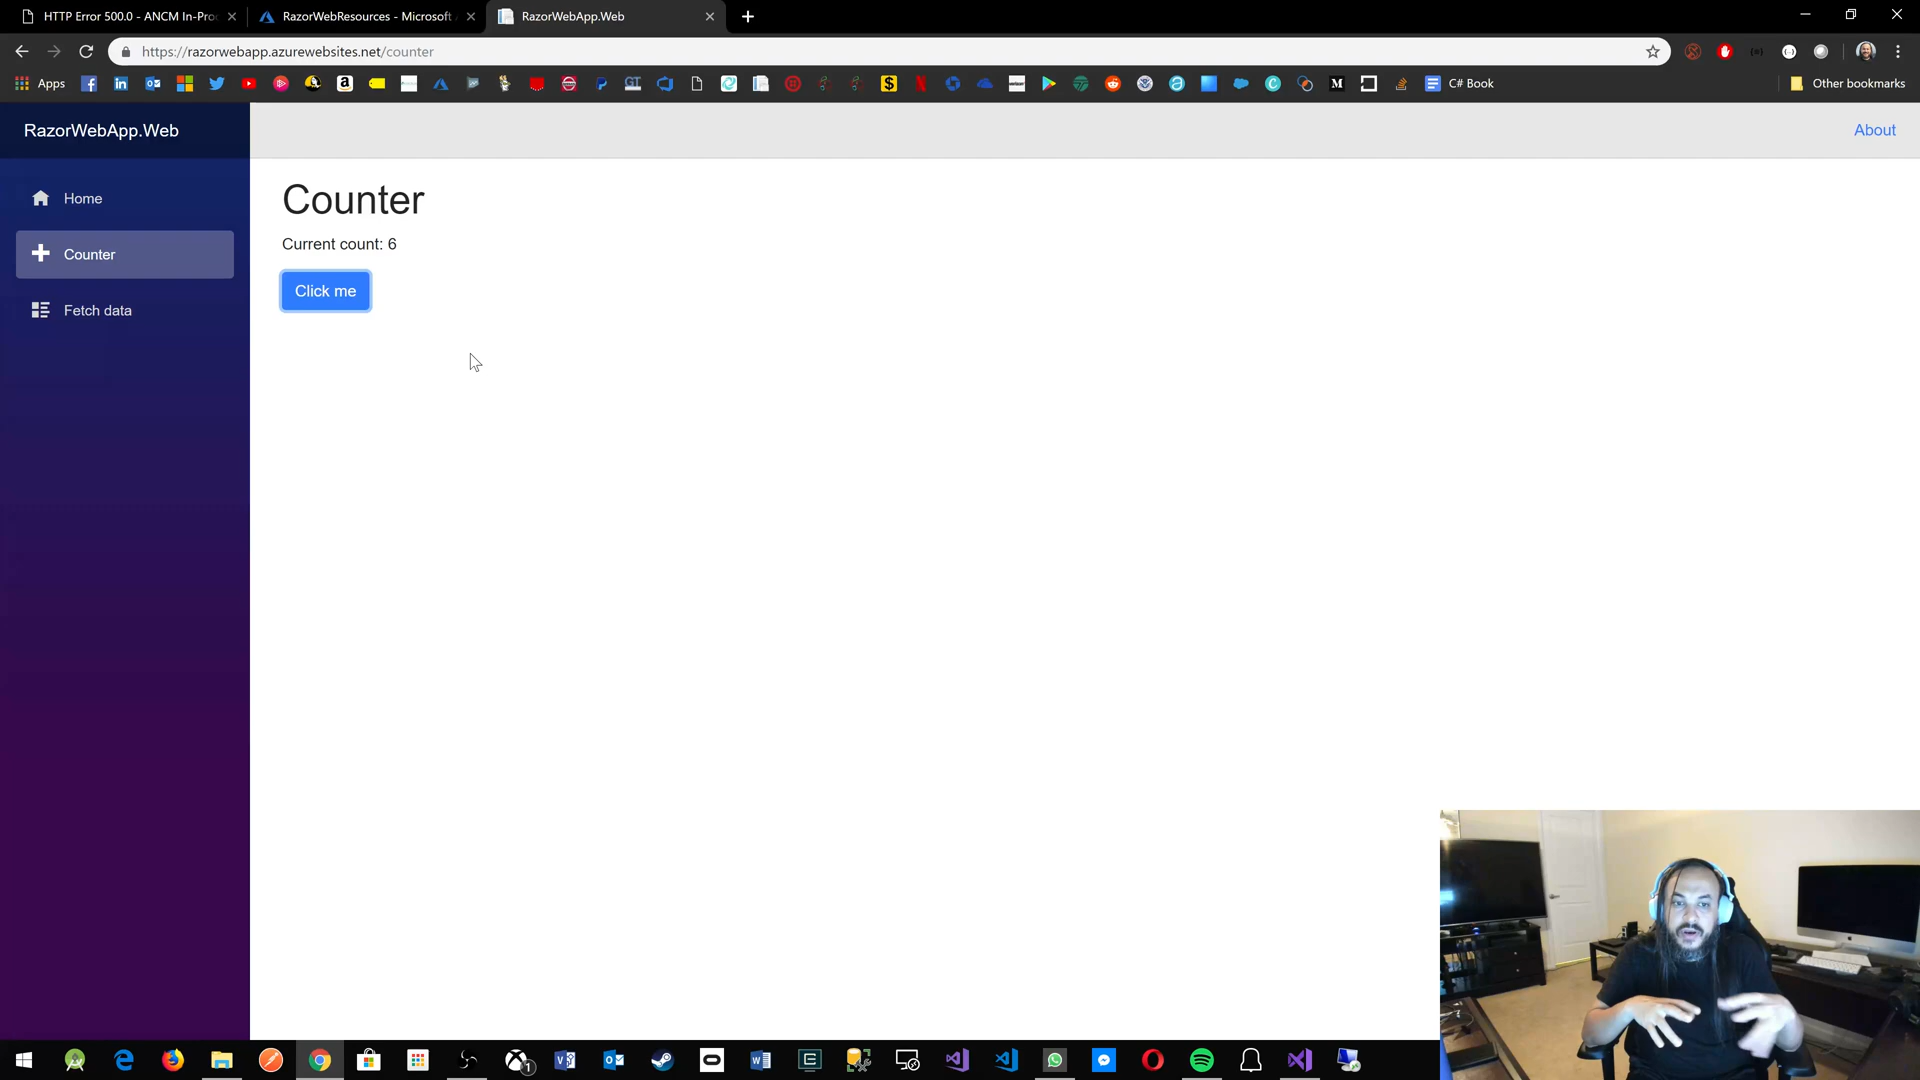 HTTP Error 500.0 - ANCM In-Proc
RazorWebResources - Microsoft A
RazorWebApp.Web
https://razorwebapp.azurewebsites.net/counter
Apps
C# Book
Other bookmarks
RazorWebApp.Web
About
Home
Counter
Fetch data
Counter
Current count: 6
Click me